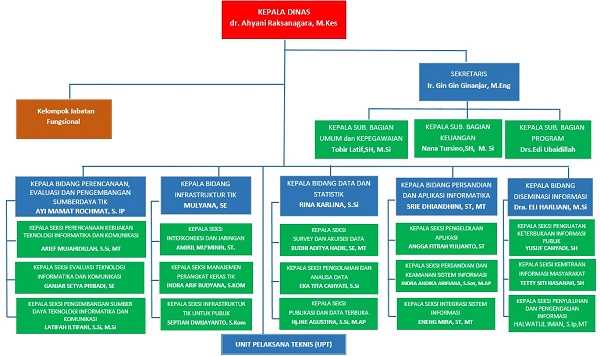 KEPALA DINAS
dr. Ahyani Raksanagara, M.Kes
SEKRETARIS
Ir. Gin Gin Ginanjar, M.Eng
Kelompok Jabatan
Fungsional
KEPALA SUB. BAGIAN
UMUM dan KEPEGAWAIAN
Tohir Latif,SH, M.Si
KEPALA SUB. BAGIAN
KEUANGAN
Nana Tursino,SH, M. Si
KEPALA SUB. BAGIAN
PROGRAM
Drs.Edi Ubaidillah
KEPALA BIDANG PERENCANAAN,
EVALUASI DAN PENGEMBANGAN
SUMBERDAYA TIK
AYI MAMAT ROCHMAT, S. IP
KEPALA SEKSI PERENCANAAN KEBIJAKAN
TEKNOLOGI INFORMATIKA DAN KOMUNIKASI
ARIEF MUJAHIDILLAH, S.Si, MT
KEPALA SEKSI EVALUASI TEKNOLOGI
INFORMATIKA DAN KOMUNIKASI
GANJAR SETYA PRIBADI, SE
KEPALA SEKSI PENGEMBANGAN SUMBER
DAYA TEKNOLOGI INFORMATIKA DAN
KOMUNIKASI
LATIFAH ILTIFANI, S.Si, M.Si
KEPALA BIDANG
INFRASTRUKTUR TIK
MULYANA, SE
KEPALA SEKSI
INTERKONEKSI DAN JARINGAN
AMIRIL MU'MINIH, ST.
KEPALA SEKSI MANAJEMEN
PERANGKAT KERAS TIK
INDRA ARIF BUDYANA, S.KOM
KEPALA SEKSI INFRASTRUKTUR
TIK UNTUK PUBLIK
SEPTIAN DWIJAYANTO, S.Kom
KEPALA BIDANG DATA DAN
STATISTIK
RINA KARLINA, S.Si
KEPALA SEKSI
SURVEY DAN AKUSISI DATA
BUDHI ADITYA HADIE, SE, MT
KEPALA SEKSI PENGOLAHAN DAN
ANALISA DATA
EKA TITA CAHYATI, S.Si
KEPALA SEKSI
PUBLIKASI DAN DATA TERBUKA
Hj.INE AGUSTINA, S.Si, M.AP
KEPALA BIDANG PERSANDIAN
DAN APLIKASI INFORMATIKA
SRIE DHIANDHINI, ST, MT
KEPALA SEKSI PENGELOLAAN
APLIKASI
ANGGA FITRAH YULIANTO, ST
KEPALA SEKSI PERSANDIAN DAN
KEAMANAN SISTEM INFORMASI
INDRA ANDIKA ARIFIANA, S.Sos, M.AP
KEPALA SEKSI INTEGRASI SISTEM
INFORMASI
ENENG MIRA, ST, MT
KEPALA BIDANG
DISEMINASI INFORMASI
Dra. ELI HARLIANI, M.Si
KEPALA SEKSI PENGUATAN
KETERBUKAAN INFORMASI
PUBLIK
YUSUF CAHYADI, SH
KEPALA SEKSI KEMITRAAN
INFORMASI MASYARAKAT
TETTY SITI HASANAH, SH
KEPALA SEKSI PENYULUHAN
DAN PENGENDALIAN
INFORMASI
HALWATUL IMAN, S.Ip,MT
UNIT PELAKSANA TEKNIS (UPT)